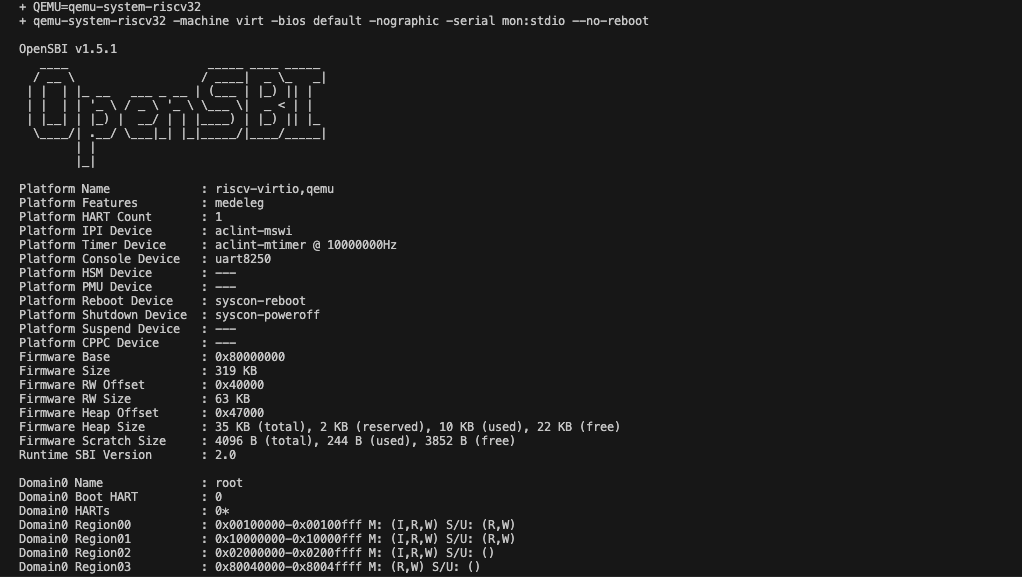 + QEMU=qemu-system-riscv32
+ qemu-system-riscv32 -machine virt -bios default -nographic -serial mon:stdio --no-reboot

OpenSBI v1.5.1
   ____                    _____ ____ _____
  / __ \                  / ____|  _ \_   _|
 | |  | |_ __   ___ _ __ | (___ | |_) || |
 | |  | | '_ \ / _ \ '_ \ \___ \|  _ < | |
 | |__| | |_) |  __/ | | |____) | |_) || |_
  \____/| .__/ \___|_| |_|_____/|____/_____|
        | |
        |_|

Platform Name             : riscv-virtio,qemu
Platform Features         : medeleg
Platform HART Count       : 1
Platform IPI Device       : aclint-mswi
Platform Timer Device     : aclint-mtimer @ 10000000Hz
Platform Console Device   : uart8250
Platform HSM Device       : ---
Platform PMU Device       : ---
Platform Reboot Device    : syscon-reboot
Platform Shutdown Device  : syscon-poweroff
Platform Suspend Device   : ---
Platform CPPC Device      : ---
Firmware Base             : 0x80000000
Firmware Size             : 319 KB
Firmware RW Offset        : 0x40000
Firmware RW Size          : 63 KB
Firmware Heap Offset      : 0x47000
Firmware Heap Size        : 35 KB (total), 2 KB (reserved), 10 KB (used), 22 KB (free)
Firmware Scratch Size     : 4096 B (total), 244 B (used), 3852 B (free)
Runtime SBI Version       : 2.0

Domain0 Name              : root
Domain0 Boot HART         : 0
Domain0 HARTs             : 0*
Domain0 Region00          : 0x00100000-0x00100fff M: (I,R,W) S/U: (R,W)
Domain0 Region01          : 0x10000000-0x10000fff M: (I,R,W) S/U: (R,W)
Domain0 Region02          : 0x02000000-0x0200ffff M: (I,R,W) S/U: ()
Domain0 Region03          : 0x80040000-0x8004ffff M: (R,W) S/U: ()